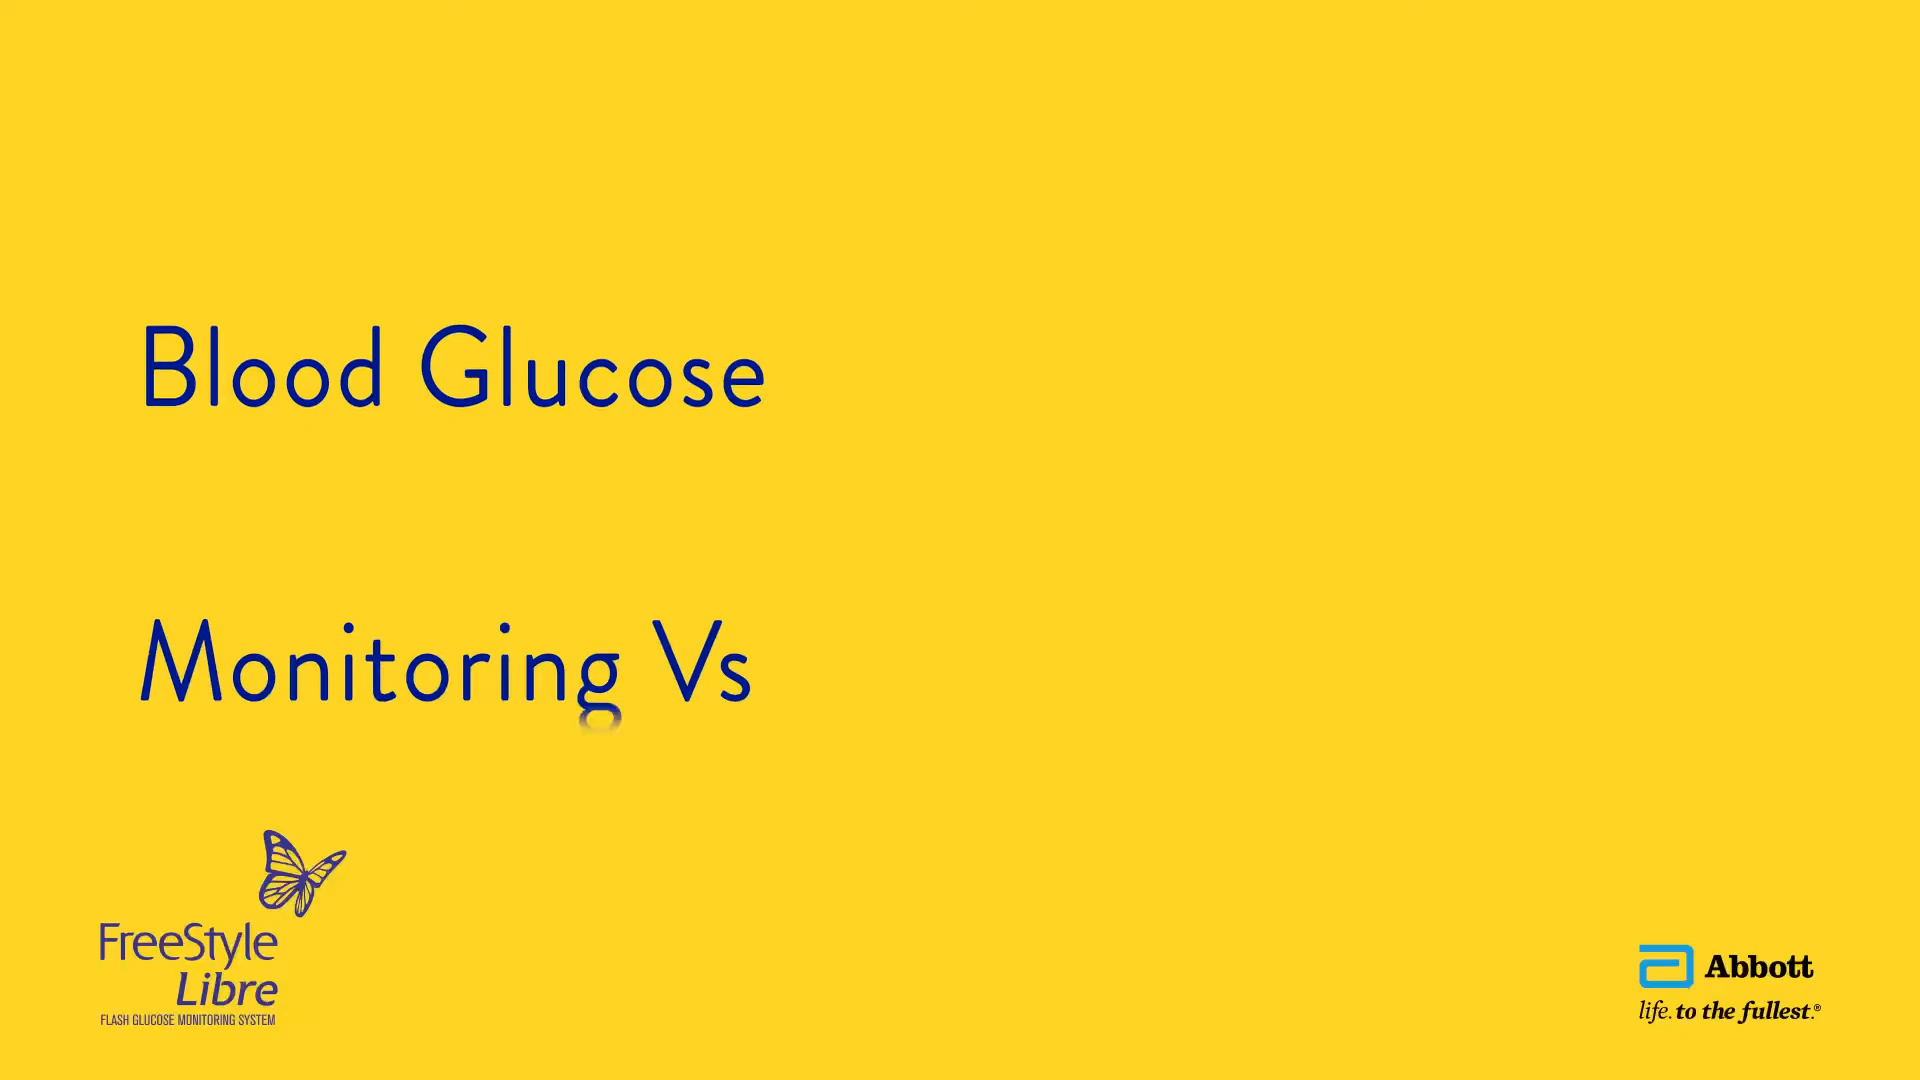 Blood Glucose
Monitoring Vs
FreeStyle
Libre
FLASH GLUCOSE MONITORING SYSTEM
Abbott
life. to the fullest.®